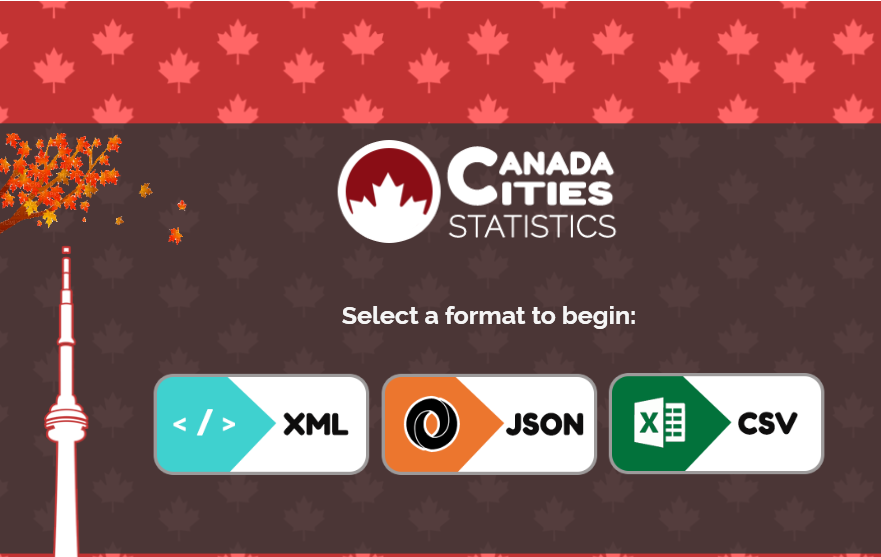 CANADA
CITIES
STATISTICS
Select a format to begin:
</> XML
JSON
X CSV